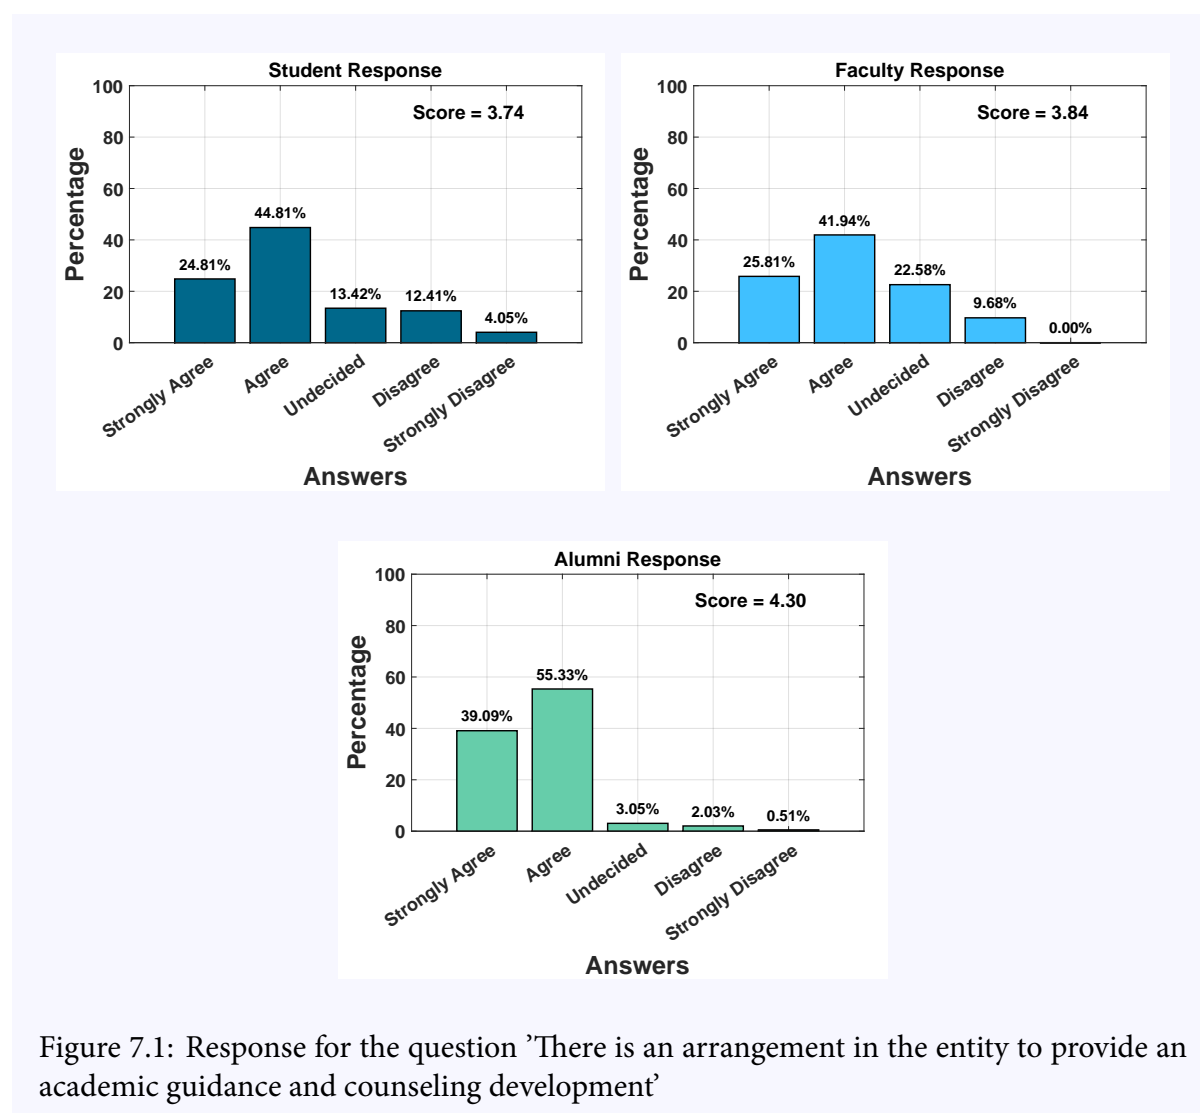 Student Response
Score = 3.74
Percentage
100
80
60
40
20
0
24.81%
44.81%
13.42%
12.41%
4.05%
Strongly Agree
Agree
Undecided
Disagree
Strongly Disagree
Answers
Faculty Response
Score = 3.84
Percentage
100
80
60
40
20
0
25.81%
41.94%
22.58%
9.68%
0.00%
Strongly Agree
Agree
Undecided
Disagree
Strongly Disagree
Answers
Alumni Response
Score = 4.30
Percentage
100
80
60
40
20
0
39.09%
55.33%
3.05%
2.03%
0.51%
Strongly Agree
Agree
Undecided
Disagree
Strongly Disagree
Answers
Figure 7.1: Response for the question ’There is an arrangement in the entity to provide an
academic guidance and counseling development’